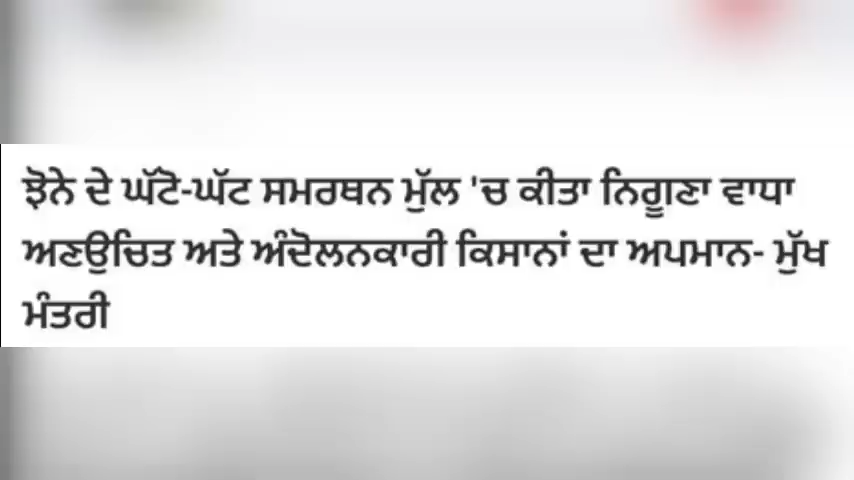 ਝੋਨੇ ਦੇ ਘੱਟੋ-ਘੱਟ ਸਮਰਥਨ ਮੁੱਲ 'ਚ ਕੀਤਾ ਨਿਗੂਣਾ ਵਾਧਾ
ਅਣਉਚਿਤ ਅਤੇ ਅੰਦੋਲਨਕਾਰੀ ਕਿਸਾਨਾਂ ਦਾ ਅਪਮਾਨ- ਮੁੱਖ
ਮੰਤਰੀ